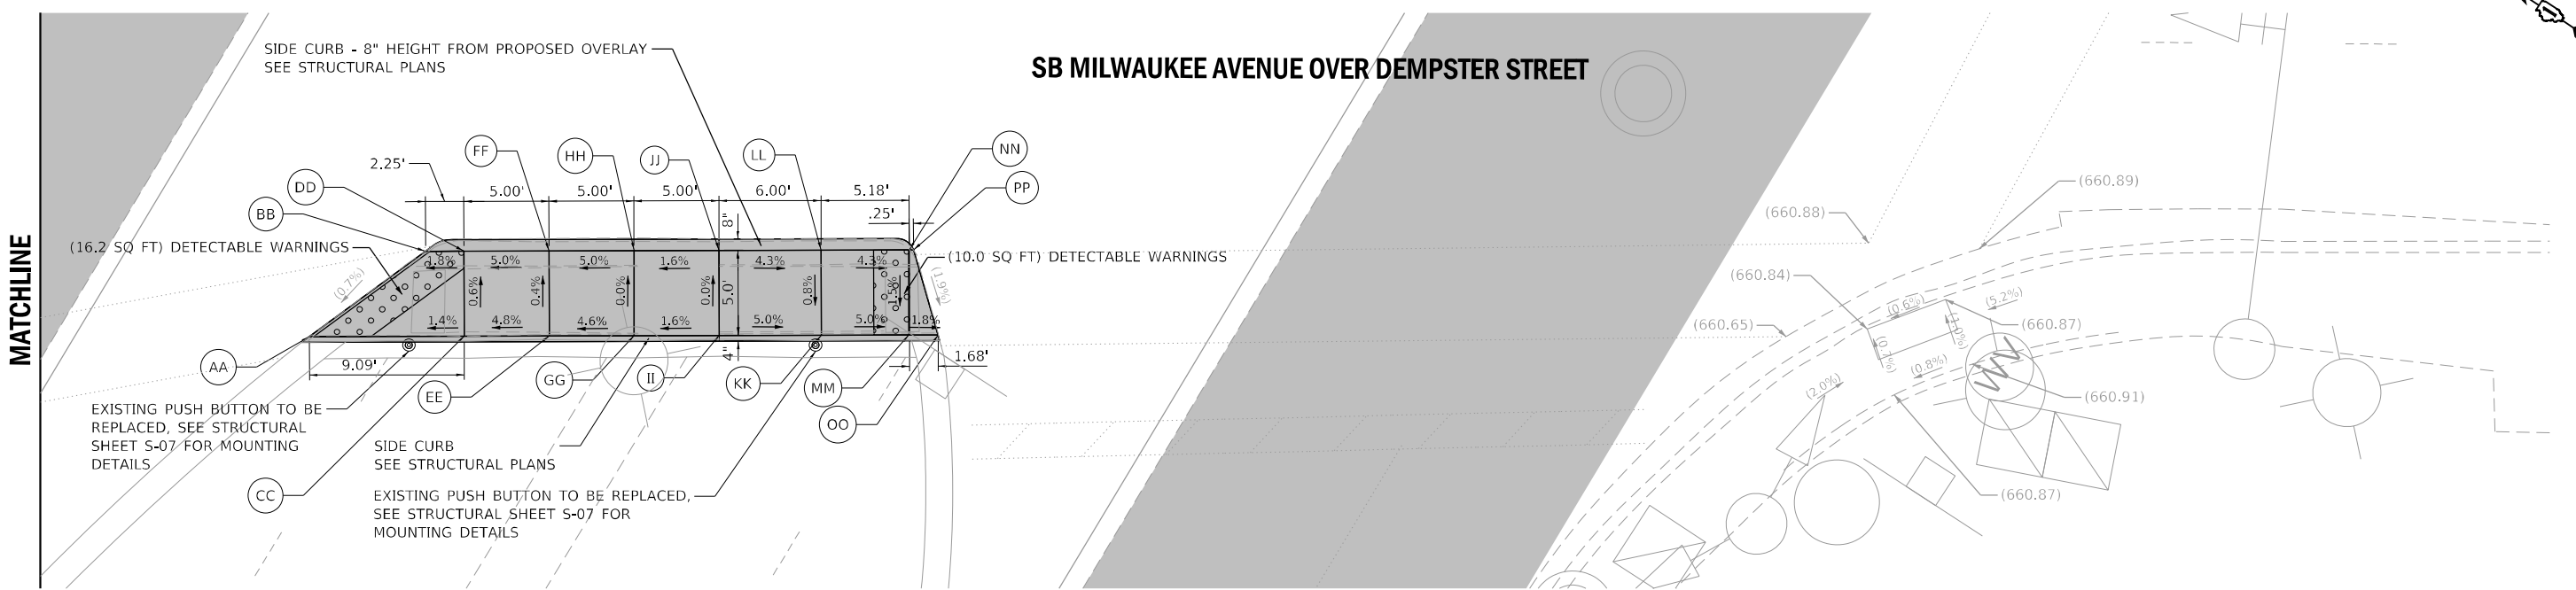 SIDE CURB - 8" HEIGHT FROM PROPOSED OVERLAY
SEE STRUCTURAL PLANS
SB MILWAUKEE AVENUE OVER DEMPSTER STREET
MATCHLINE
FF
HH
JJ
LL
NN
PP
DD
BB
2.25'
5.00'
5.00'
5.00'
6.00'
5.18'
.25'
8"
(16.2 SQ FT) DETECTABLE WARNINGS
(10.0 SQ FT) DETECTABLE WARNINGS
1.8%
5.0%
5.0%
1.6%
4.3%
4.3%
(0.7%)
0.6%
0.4%
0.0%
0.0%
5.0'
0.8%
1.5%
(1.9%)
1.4%
4.8%
4.6%
1.6%
5.0%
5.0%
1.8%
4"
9.09'
1.68'
AA
EE
GG
II
KK
MM
OO
CC
EXISTING PUSH BUTTON TO BE
REPLACED, SEE STRUCTURAL
SHEET S-07 FOR MOUNTING
DETAILS
SIDE CURB
SEE STRUCTURAL PLANS
EXISTING PUSH BUTTON TO BE REPLACED,
SEE STRUCTURAL SHEET S-07 FOR
MOUNTING DETAILS
(660.89)
(660.88)
(660.84)
(660.65)
(0.6%)
(5.2%)
(1.0%)
(660.87)
(0.7%)
(0.8%)
(2.0%)
(660.91)
(660.87)